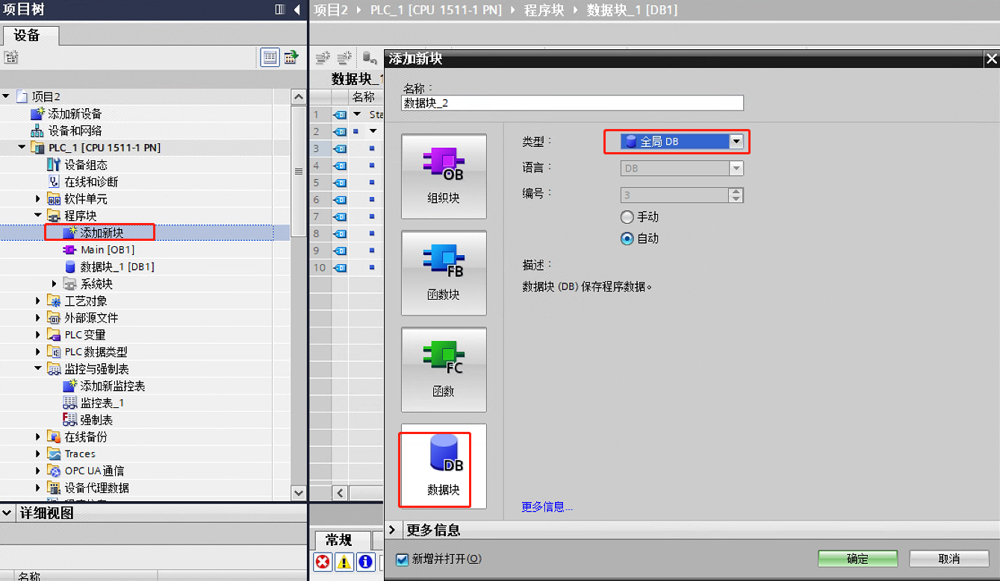 项目树
设备
项目2
添加新设备
设备和网络
PLC_1 [CPU 1511-1 PN]
设备组态
在线和诊断
软件单元
程序块
添加新块
Main [OB1]
数据块_1 [DB1]
系统块
工艺对象
外部源文件
PLC 变量
PLC 数据类型
监控与强制表
添加新监控表
监控表_1
强制表
在线备份
Traces
OPC UA 通信
设备代理数据
详细视图
名称
项目2 PLC_1 [CPU 1511-1 PN] 程序块 数据块_1 [DB1]
数据块_1
名称
1 Sta
2
3
4
5
6
7
8
9
10
常规
添加新块
名称：
数据块_2
OB
组织块
FB
函数块
FC
函数
DB
数据块
类型： 全局 DB
语言： DB
编号： 3
手动
自动
描述：
数据块 (DB) 保存程序数据。
更多信息...
更多信息
新增并打开(O)
确定 取消